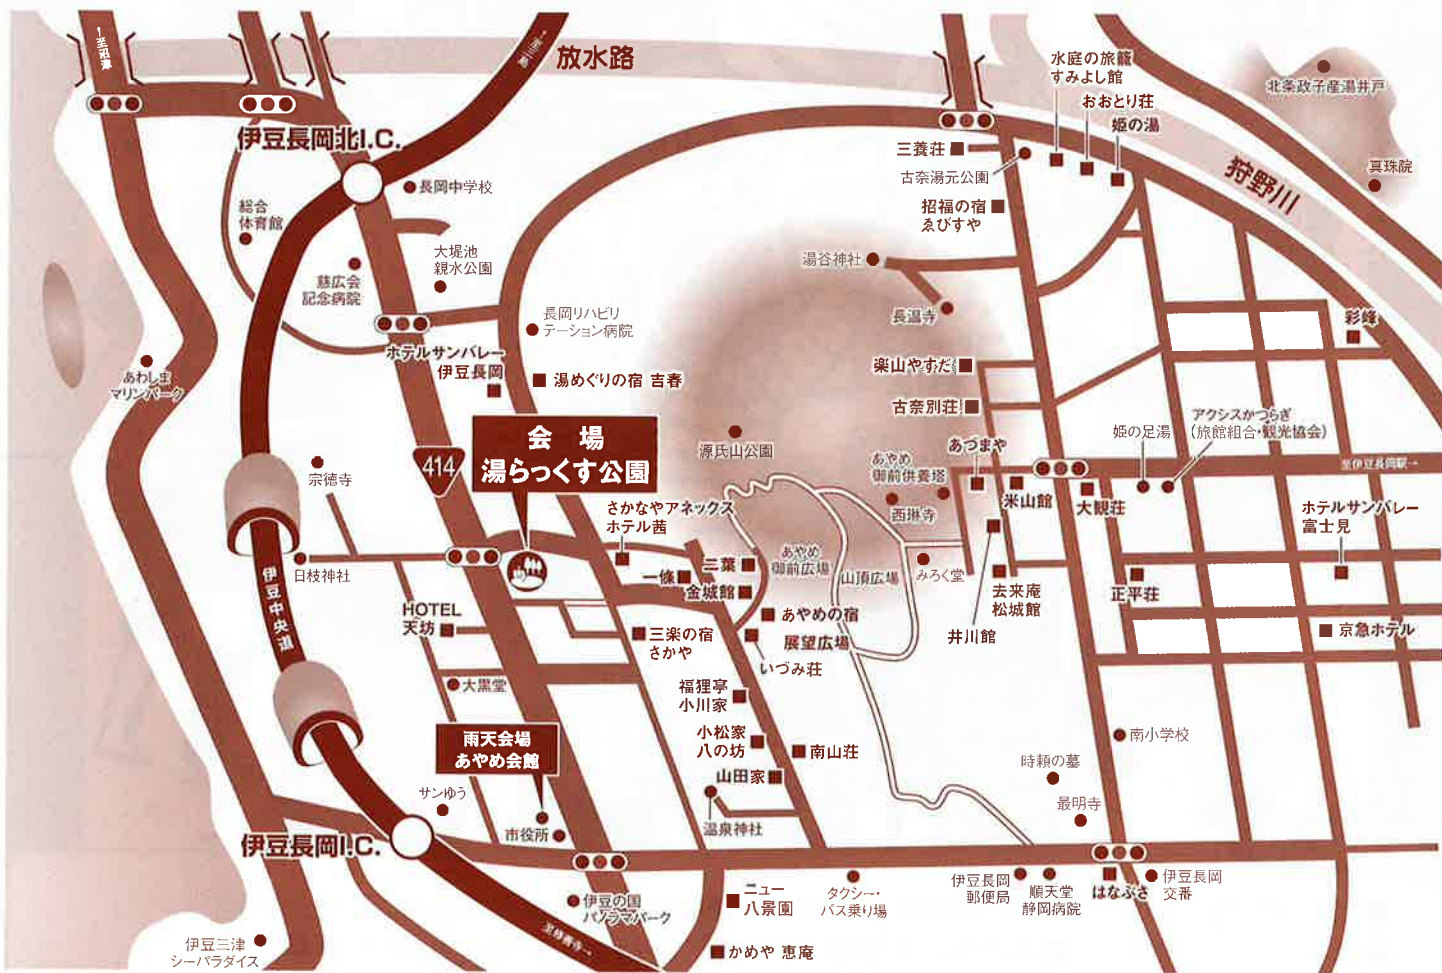 ←至沼津
↑至三島
放水路
水庭の旅籠
すみよし館
おおとり荘
姫の湯
北条政子産湯井戸
真珠院
狩野川
伊豆長岡北I.C.
長岡中学校
総合
体育館
慈広会
記念病院
大堤池
親水公園
三養荘
古奈湯元公園
招福の宿
ゑびすや
湯谷神社
長温寺
長岡リハビリ
テーション病院
彩峰
あわしま
マリンパーク
ホテルサンバレー
伊豆長岡
湯めぐりの宿 吉春
楽山やすだ
古奈別荘
414
会場
湯らっくす公園
源氏山公園
あやめ
御前供養塔
あづまや
姫の足湯
アクシスかつらぎ
(旅館組合・観光協会)
至伊豆長岡駅→
宗徳寺
さかなやアネックス
ホテル茜
西琳寺
米山館
大観荘
ホテルサンバレー
富士見
日枝神社
伊豆中央道
二葉
一條
金城館
あやめ
御前広場
山頂広場
みろく堂
去来庵
松城館
正平荘
HOTEL
天坊
三楽の宿
さかや
あやめの宿
展望広場
いづみ荘
井川館
京急ホテル
大黒堂
福狸亭
小川家
雨天会場
あやめ会館
小松家
八の坊
南山荘
山田家
南小学校
時頼の墓
最明寺
サンゆう
市役所
温泉神社
伊豆長岡I.C.
伊豆の国
パノラマパーク
ニュー
八景園
タクシー・
バス乗り場
伊豆長岡
郵便局
順天堂
静岡病院
はなぶさ
伊豆長岡
交番
至修善寺→
伊豆三津
シーパラダイス
かめや 恵庵